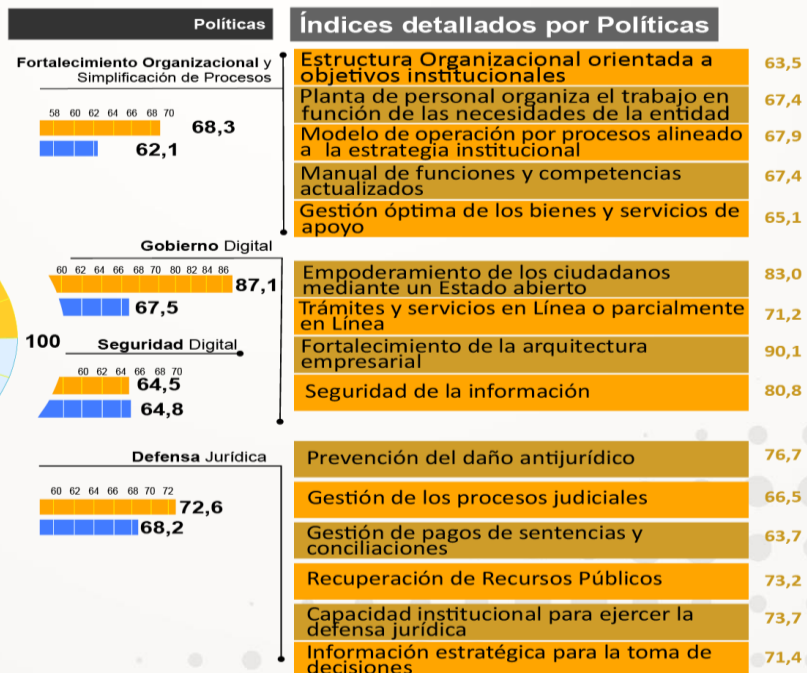 Políticas
Índices detallados por Políticas
Fortalecimiento Organizacional y
Simplificación de Procesos
58 60 62 64 66 68 70
68,3
62,1
Estructura Organizacional orientada a
objetivos institucionales
63,5
Planta de personal organiza el trabajo en
función de las necesidades de la entidad
67,4
Modelo de operación por procesos alineado
a la estrategia institucional
67,9
Manual de funciones y competencias
actualizados
67,4
Gestión óptima de los bienes y servicios de
apoyo
65,1
Gobierno Digital
60 62 64 66 68 70 80 82 84 86
87,1
67,5
100
Seguridad Digital
60 62 64 66 68 70
64,5
64,8
Empoderamiento de los ciudadanos
mediante un Estado abierto
83,0
Trámites y servicios en Línea o parcialmente
en Línea
71,2
Fortalecimiento de la arquitectura
empresarial
90,1
Seguridad de la información
80,8
Defensa Jurídica
60 62 64 66 68 70 72
72,6
68,2
Prevención del daño antijurídico
76,7
Gestión de los procesos judiciales
66,5
Gestión de pagos de sentencias y
conciliaciones
63,7
Recuperación de Recursos Públicos
73,2
Capacidad institucional para ejercer la
defensa jurídica
73,7
Información estratégica para la toma de
decisiones
71,4